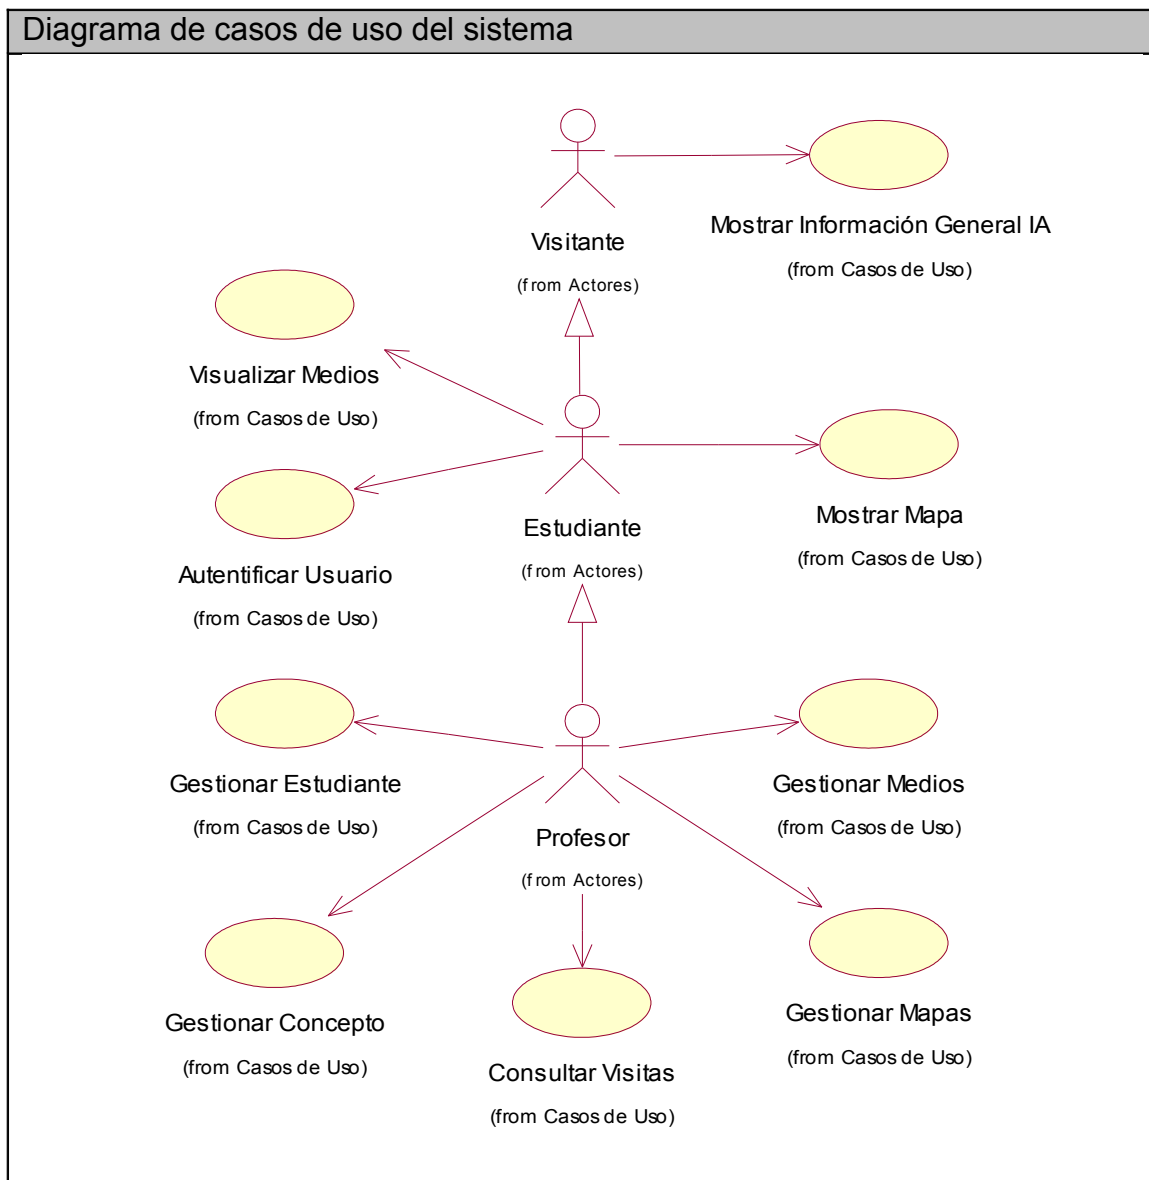 Diagrama de casos de uso del sistema
Visitante
(from Actores)
Mostrar Información General IA
(from Casos de Uso)
Visualizar Medios
(from Casos de Uso)
Estudiante
(from Actores)
Mostrar Mapa
(from Casos de Uso)
Autentificar Usuario
(from Casos de Uso)
Gestionar Estudiante
(from Casos de Uso)
Profesor
(from Actores)
Gestionar Medios
(from Casos de Uso)
Gestionar Concepto
(from Casos de Uso)
Consultar Visitas
(from Casos de Uso)
Gestionar Mapas
(from Casos de Uso)